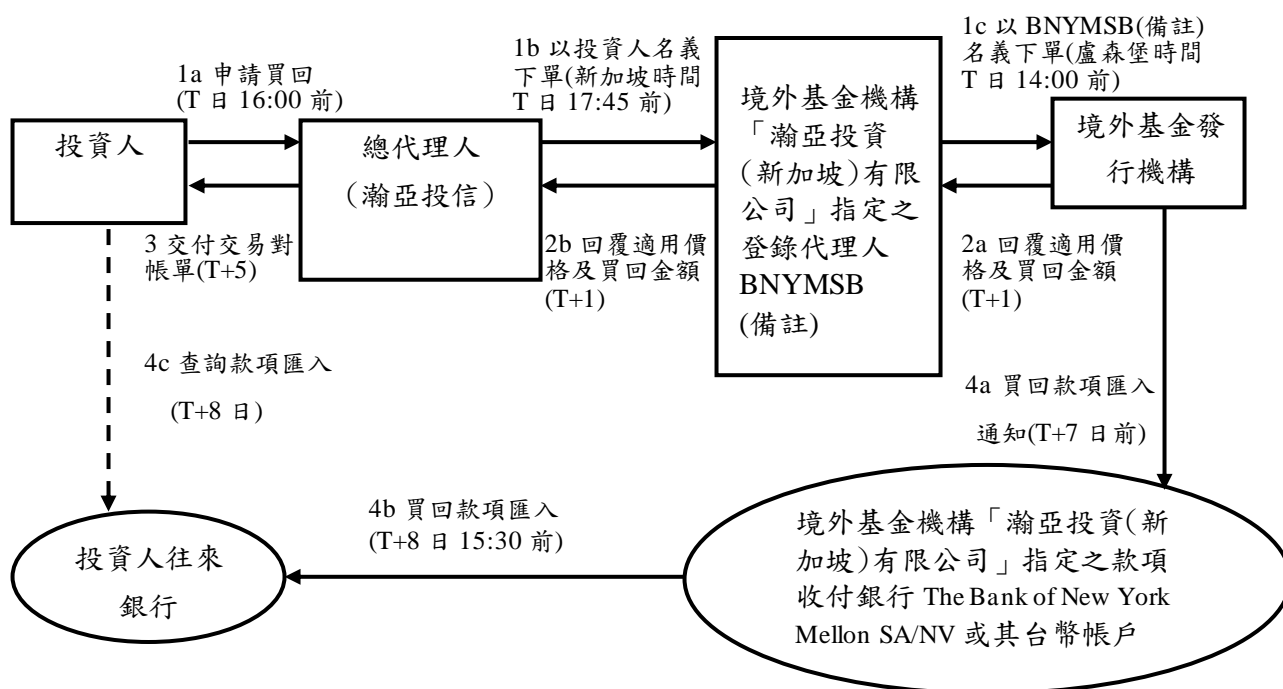 1a 申請買回
(T 日 16:00 前)
1b 以投資人名義
下單(新加坡時間
T 日 17:45 前)
1c 以 BNYMSB(備註)
名義下單(盧森堡時間
T 日 14:00 前)
投資人
總代理人
（瀚亞投信）
境外基金機構
「瀚亞投資
(新加坡)有限
公司」指定之
登錄代理人
BNYMSB
(備註)
境外基金發
行機構
3 交付交易對
帳單(T+5)
2b 回覆適用價
格及買回金額
(T+1)
2a 回覆適用價
格及買回金額
(T+1)
4c 查詢款項匯入
(T+8 日)
4a 買回款項匯入
通知(T+7 日前)
4b 買回款項匯入
(T+8 日 15:30 前)
投資人往來
銀行
境外基金機構「瀚亞投資(新
加坡)有限公司」指定之款項
收付銀行 The Bank of New York
Mellon SA/NV 或其台幣帳戶